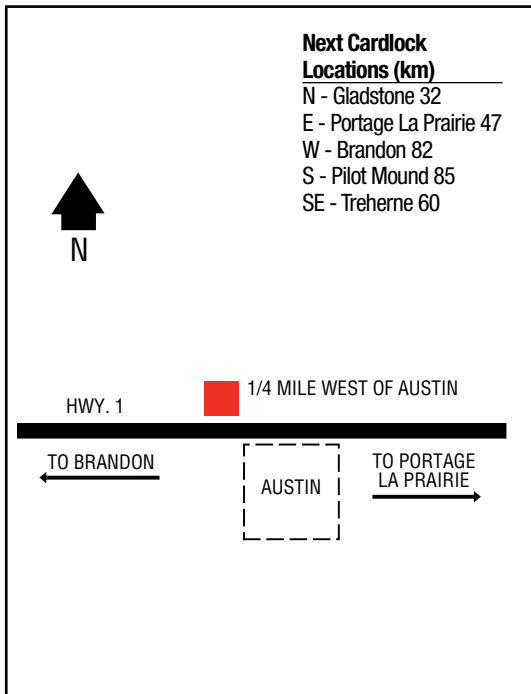 Next Cardlock
Locations (km)
N - Gladstone 32
E - Portage La Prairie 47
W - Brandon 82
S - Pilot Mound 85
SE - Treherne 60
N
1/4 MILE WEST OF AUSTIN
HWY. 1
TO BRANDON
AUSTIN
TO PORTAGE
LA PRAIRIE